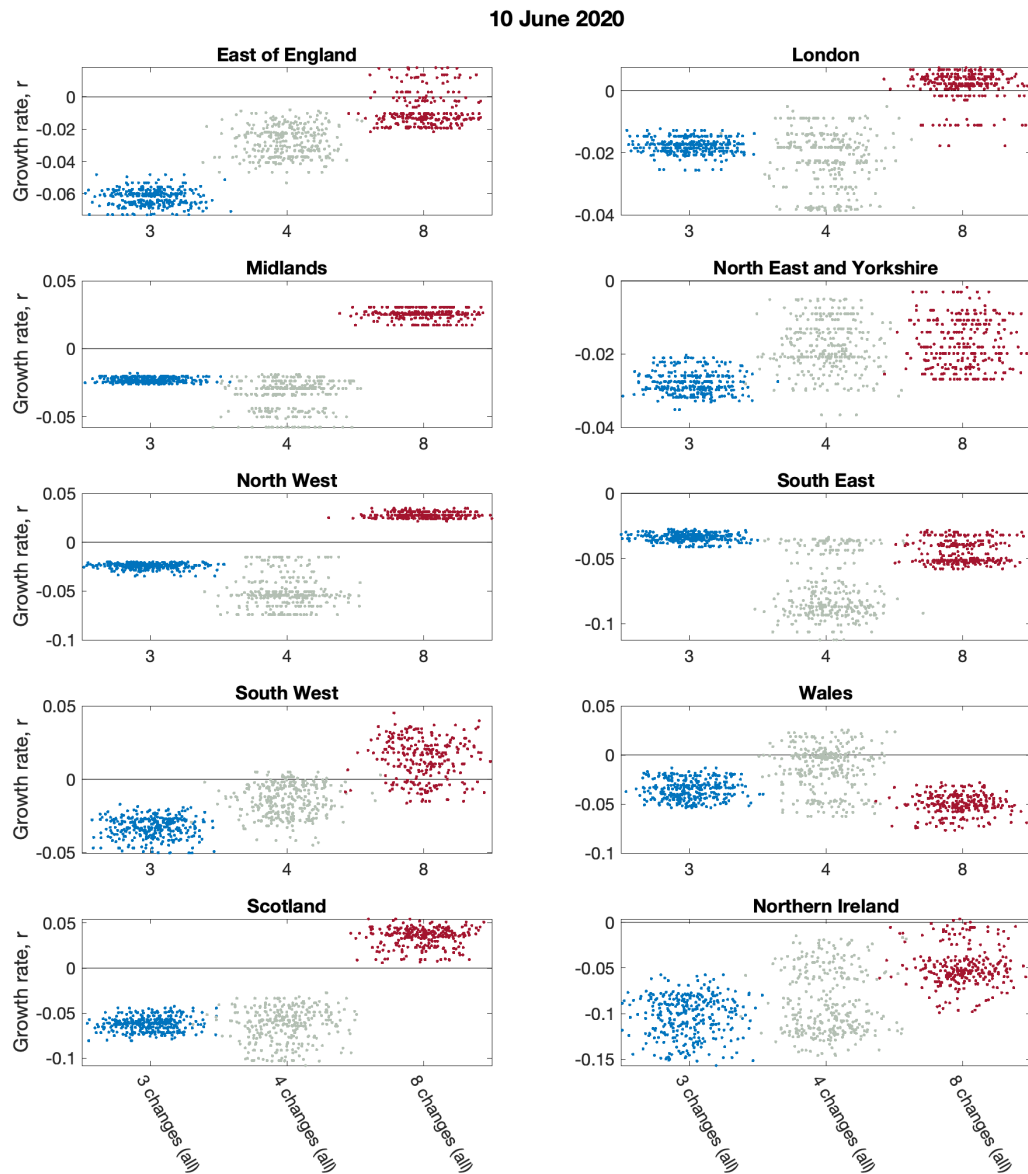 10 June 2020
East of England
Growth rate, r
0
-0.02
-0.04
-0.06
3 4 8
London
0
-0.02
-0.04
3 4 8
Midlands
Growth rate, r
0.05
0
-0.05
3 4 8
North East and Yorkshire
0
-0.02
-0.04
3 4 8
North West
Growth rate, r
0.05
0
-0.05
-0.1
3 4 8
South East
0
-0.05
-0.1
3 4 8
South West
Growth rate, r
0.05
0
-0.05
3 4 8
Wales
0.05
0
-0.05
-0.1
3 4 8
Scotland
Growth rate, r
0.05
0
-0.05
-0.1
3 changes (all)
4 changes (all)
8 changes (all)
Northern Ireland
0
-0.05
-0.1
-0.15
3 changes (all)
4 changes (all)
8 changes (all)